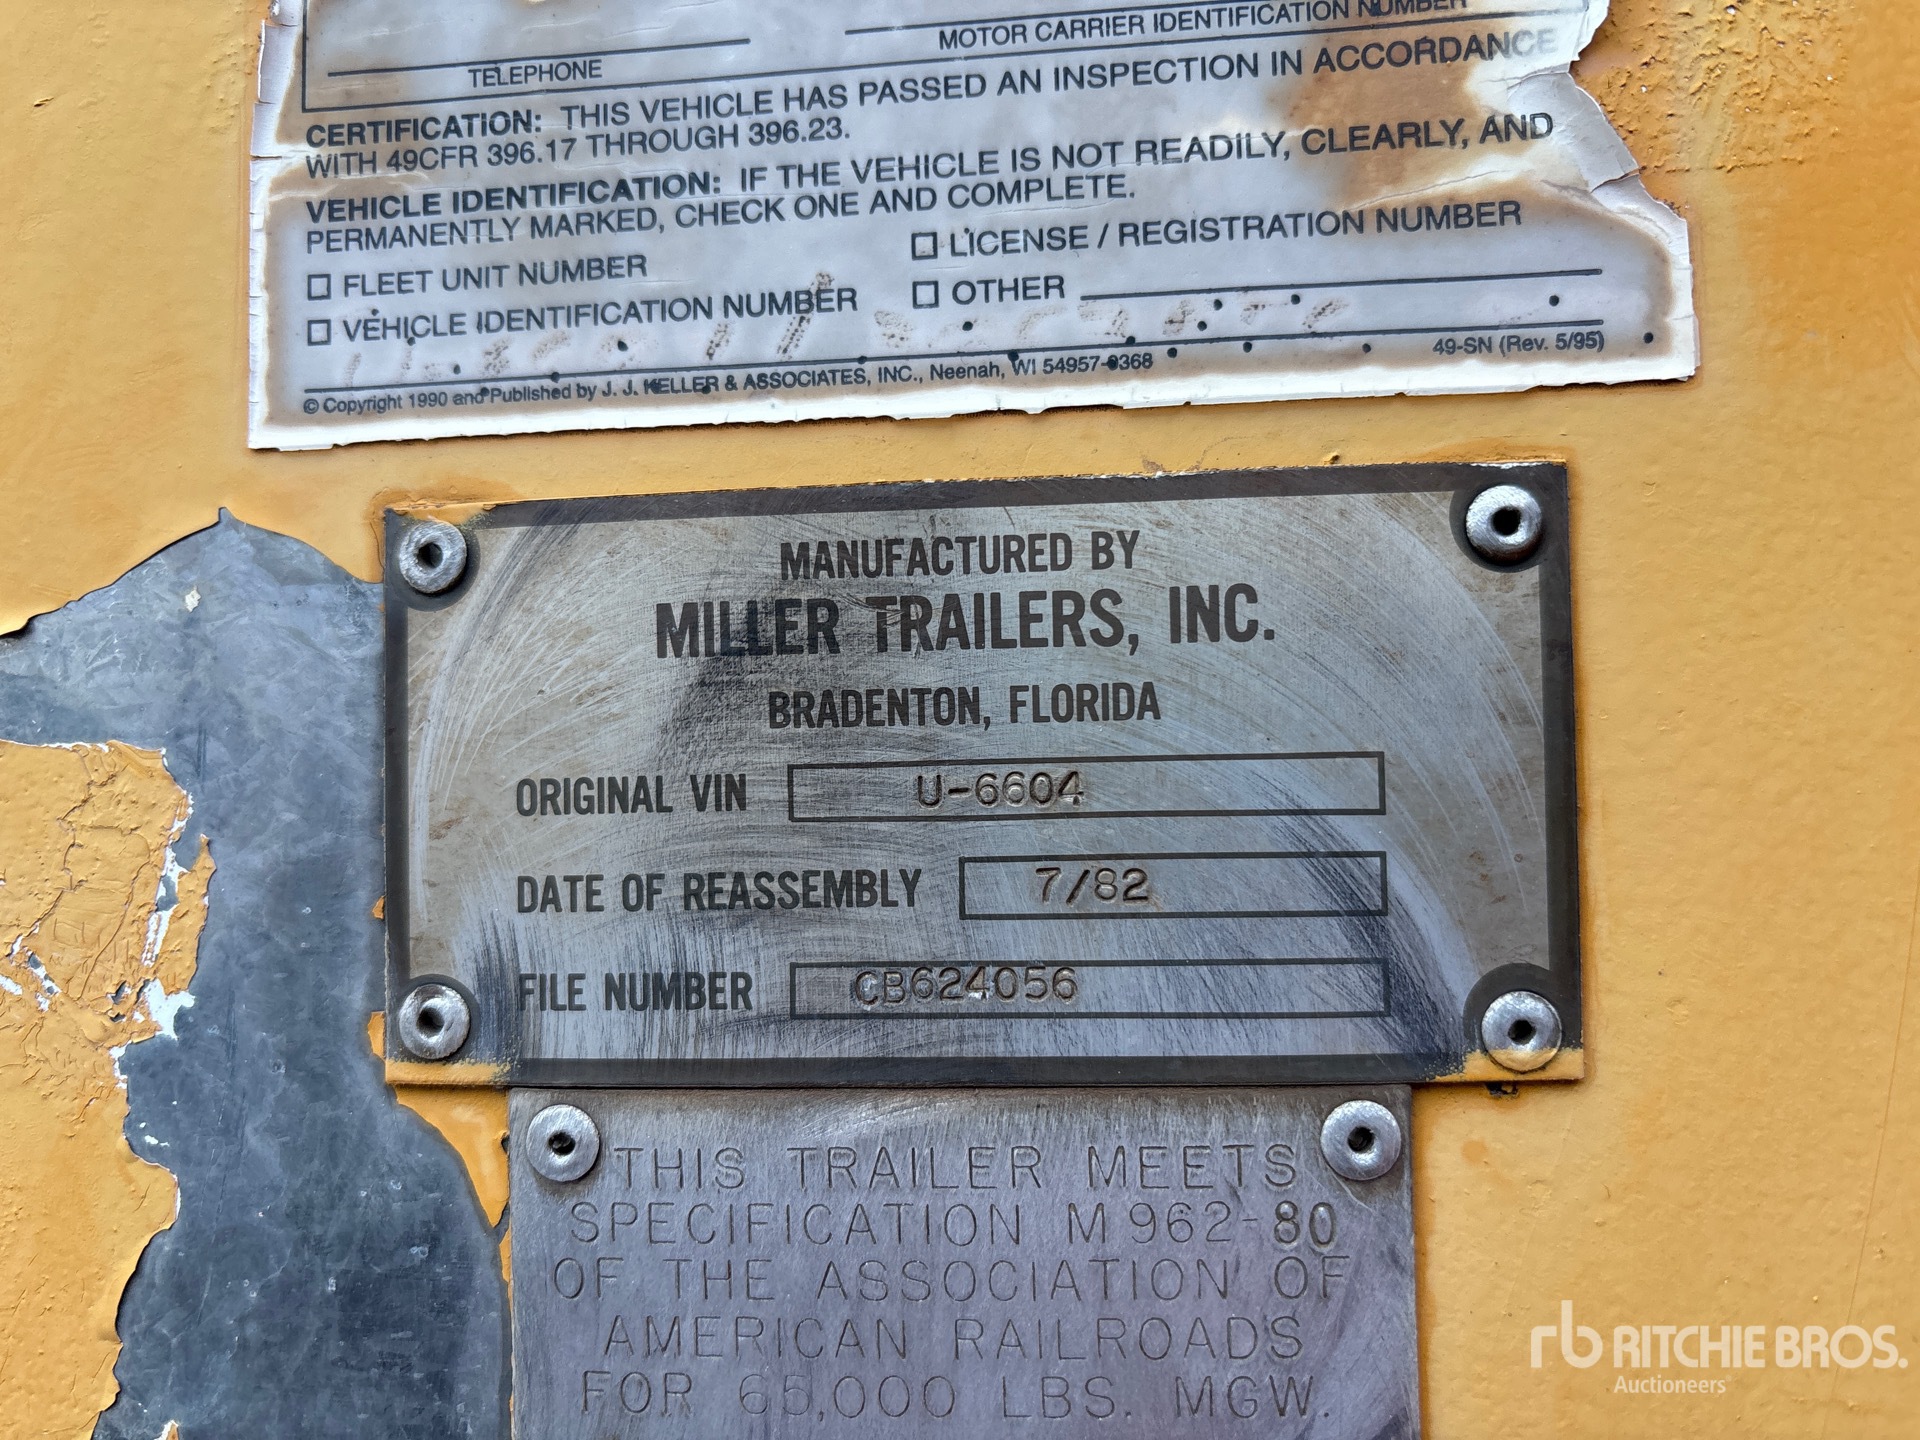 MOTOR CARRIER IDENTIFICATION NUMBER
TELEPHONE
CERTIFICATION: THIS VEHICLE HAS PASSED AN INSPECTION IN ACCORDANCE
WITH 49CFR 396.17 THROUGH 396.23.
VEHICLE IDENTIFICATION: IF THE VEHICLE IS NOT READILY, CLEARLY, AND
PERMANENTLY MARKED, CHECK ONE AND COMPLETE.
☐ FLEET UNIT NUMBER ☐ LICENSE / REGISTRATION NUMBER
☐ VEHICLE IDENTIFICATION NUMBER ☐ OTHER
© Copyright 1990 and Published by J. J. KELLER & ASSOCIATES, INC., Neenah, WI 54957-0368 49-SN (Rev. 5/95)
MANUFACTURED BY
MILLER TRAILERS, INC.
BRADENTON, FLORIDA
ORIGINAL VIN U-6604
DATE OF REASSEMBLY 7/82
FILE NUMBER CB624056
THIS TRAILER MEETS
SPECIFICATION M962-80
OF THE ASSOCIATION OF
AMERICAN RAILROADS
FOR 65,000 LBS. MGW.
rb RITCHIE BROS.
Auctioneers